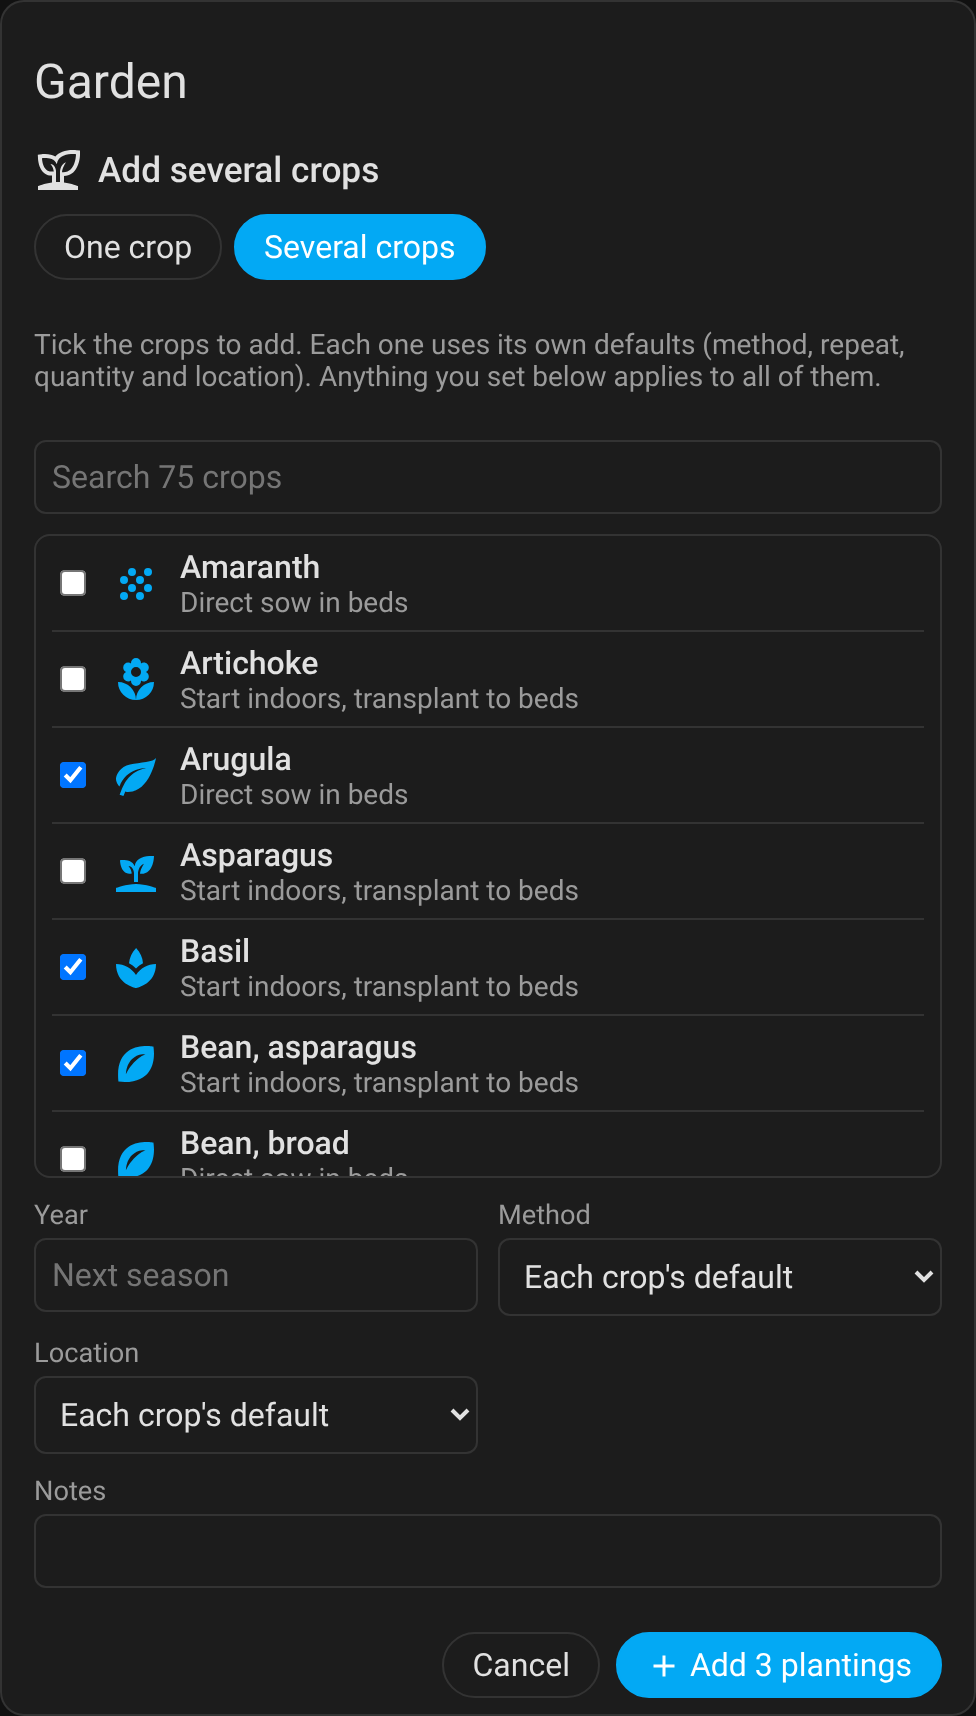 Garden
Add several crops
One crop
Several crops
Tick the crops to add. Each one uses its own defaults (method, repeat,
quantity and location). Anything you set below applies to all of them.
Search 75 crops
Amaranth
Direct sow in beds
Artichoke
Start indoors, transplant to beds
Arugula
Direct sow in beds
Asparagus
Start indoors, transplant to beds
Basil
Start indoors, transplant to beds
Bean, asparagus
Start indoors, transplant to beds
Bean, broad
Direct sow in beds
Year
Method
Next season
Each crop's default
Location
Each crop's default
Notes
Cancel
+ Add 3 plantings